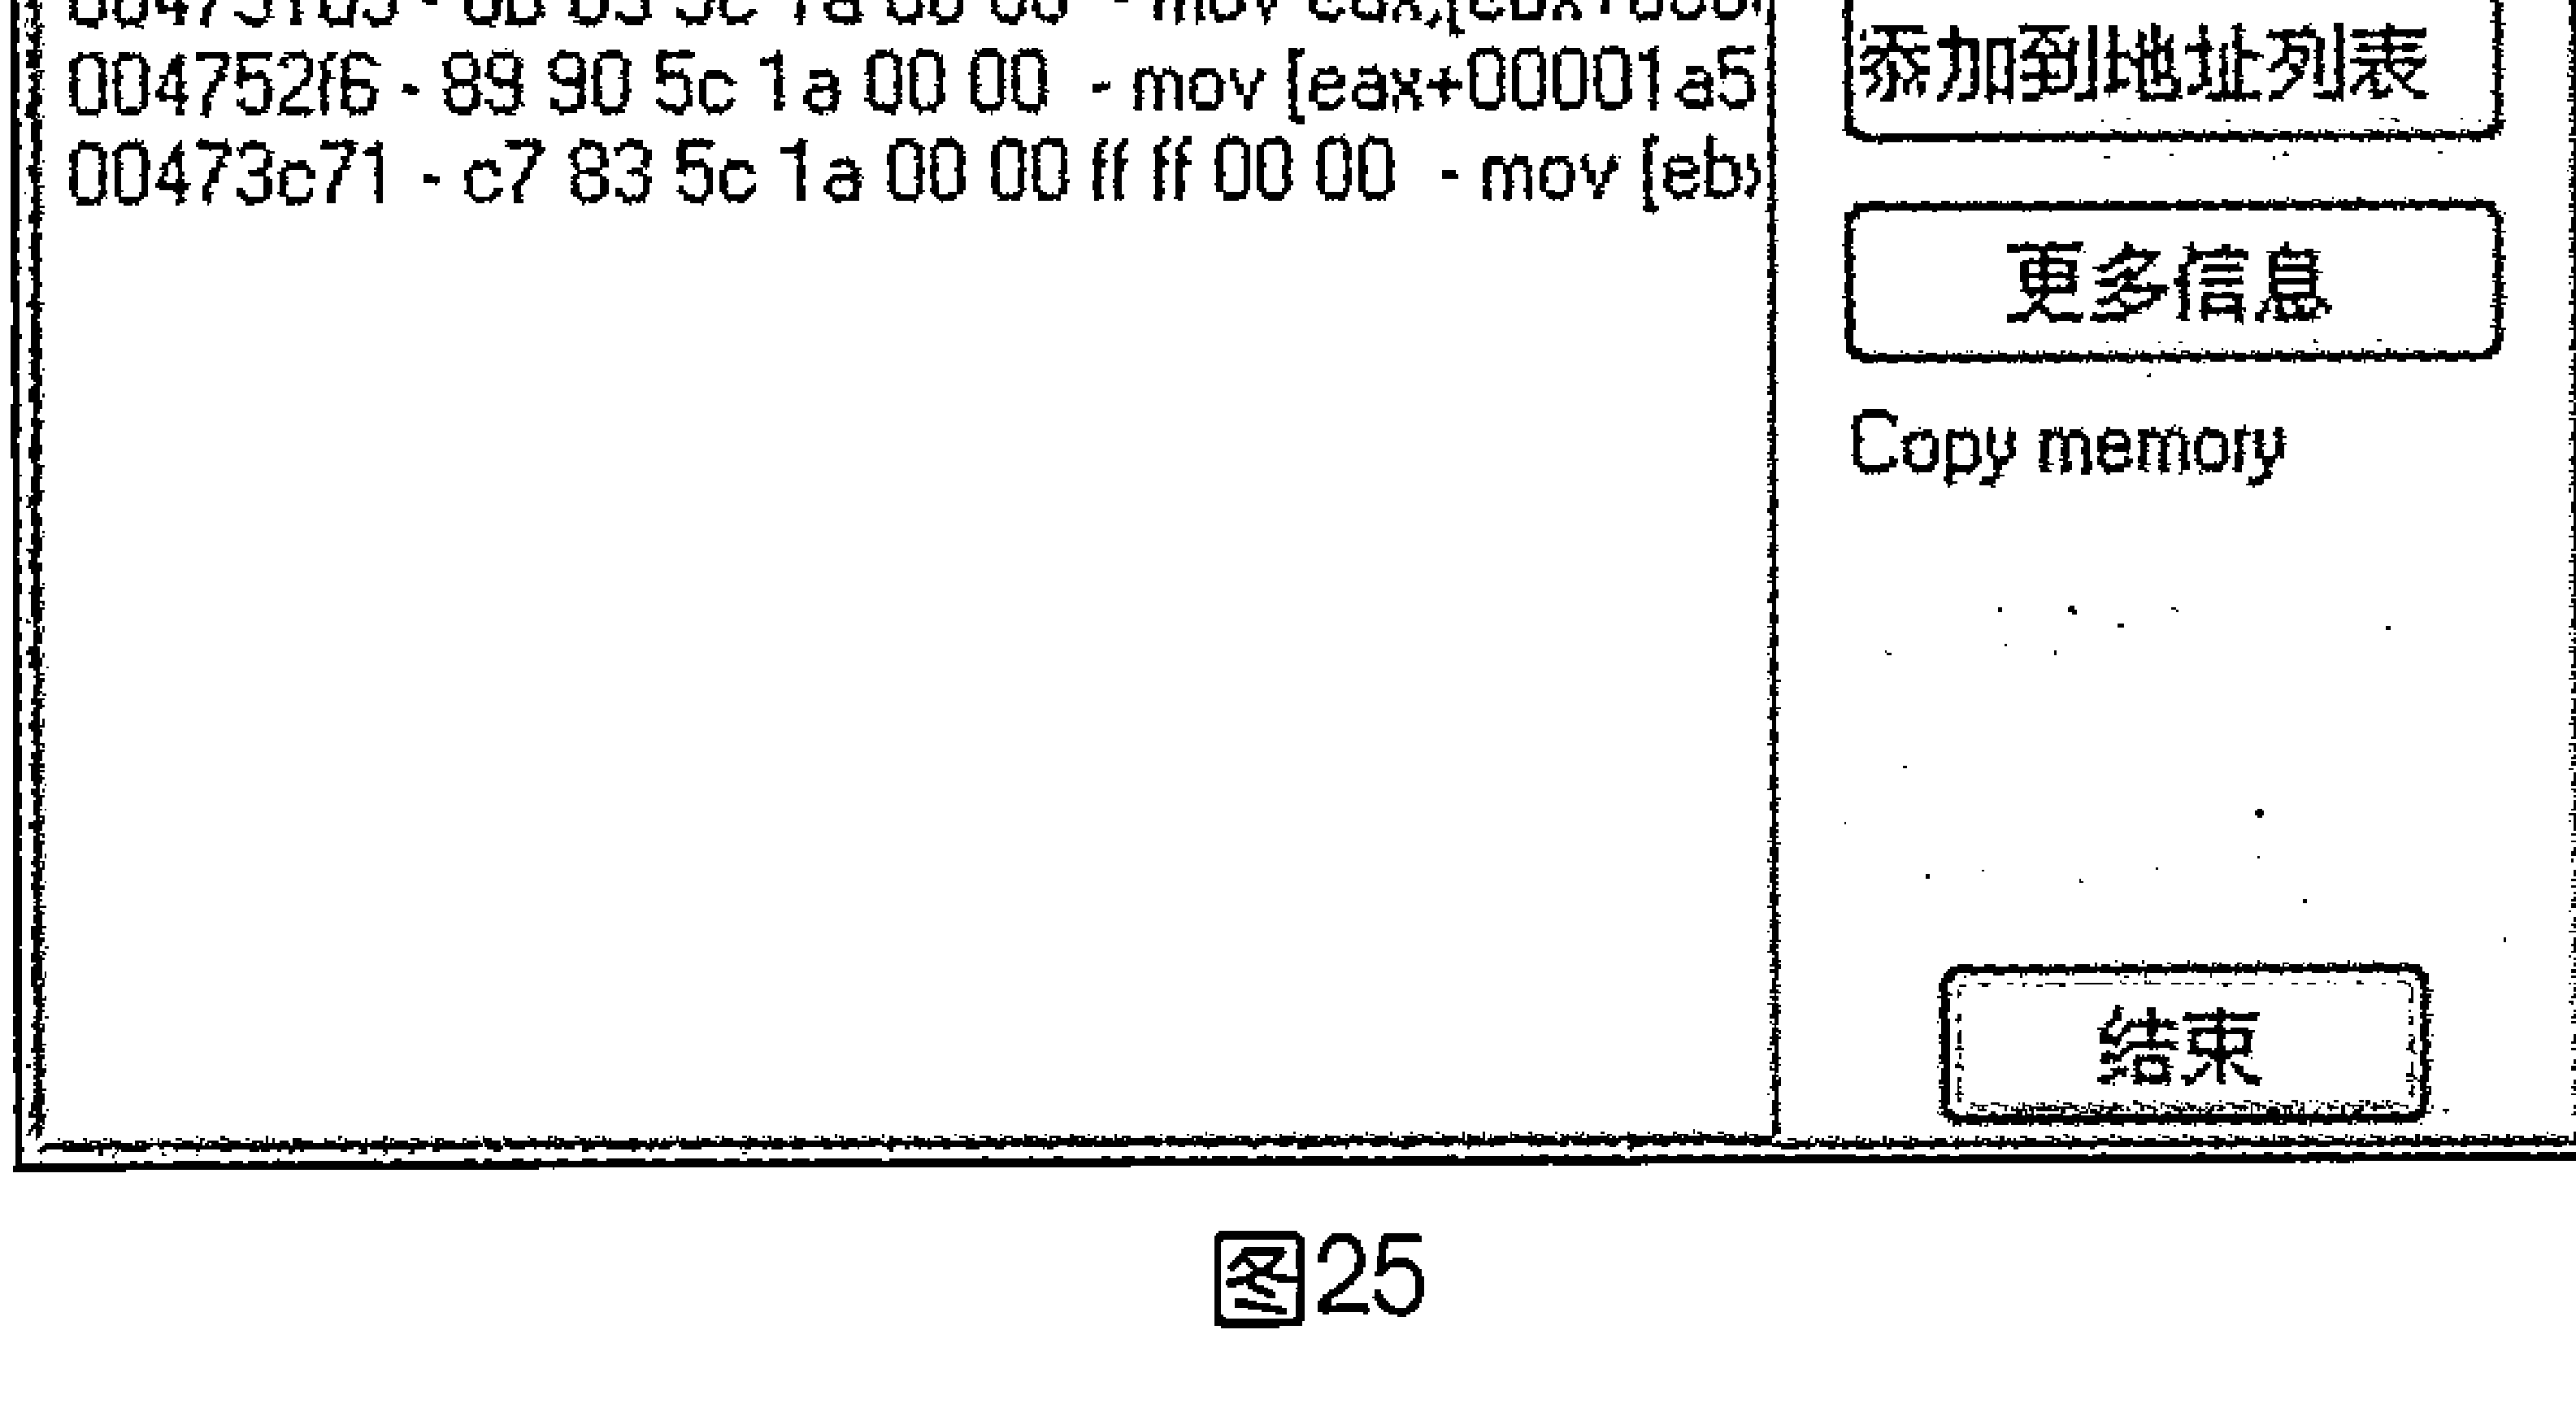 004752f6 - 89 90 5c 1a 00 00 - mov [eax+00001a5
00473c71 - c7 83 5c 1a 00 00 ff ff 00 00 - mov [eb
添加到地址列表
更多信息
Copy memory
结束
图25